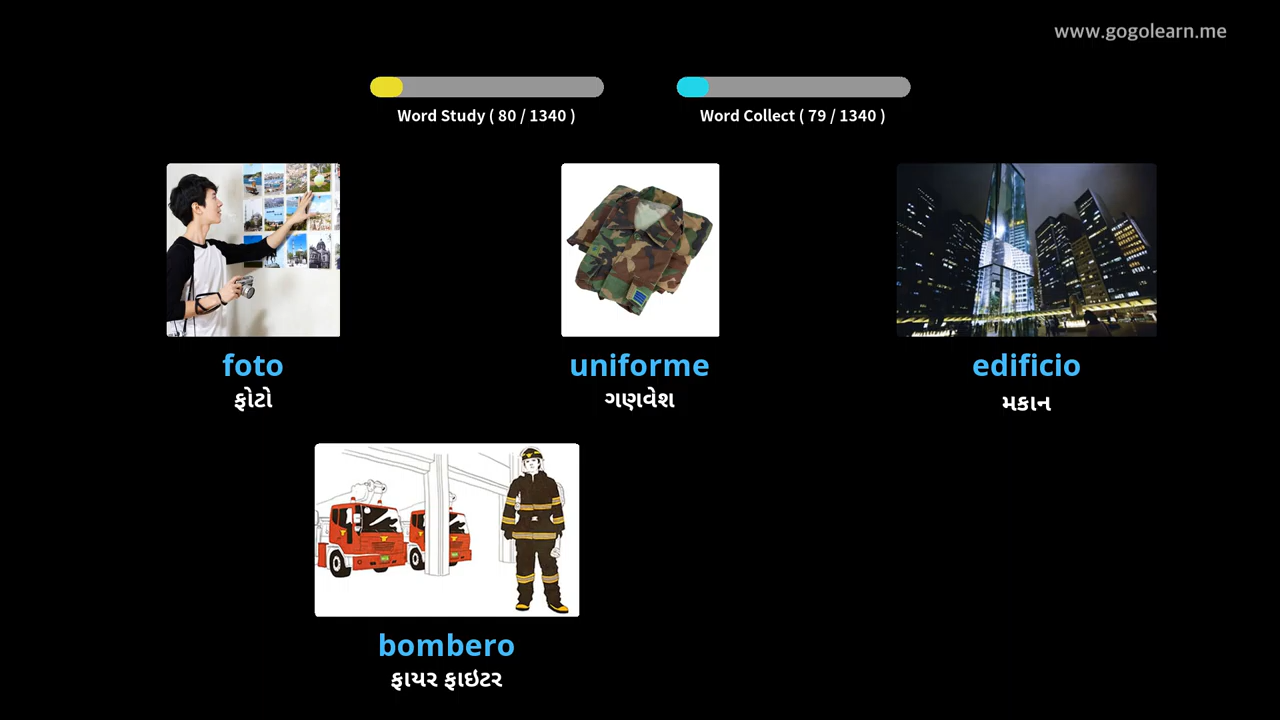 www.gogolearn.me
Word Study ( 80 / 1340 )
Word Collect ( 79 / 1340 )
foto
ફોટો
uniforme
ગણવેશ
edificio
મકાન
bombero
ફાયર ફાઇટર